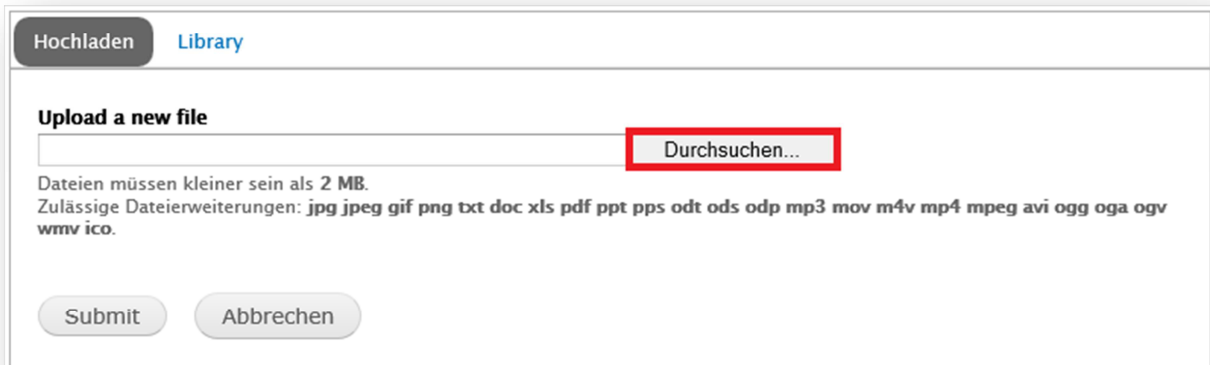 Hochladen Library
Upload a new file
Durchsuchen...
Dateien müssen kleiner sein als 2 MB.
Zulässige Dateierweiterungen: jpg jpeg gif png txt doc xls pdf ppt pps odt ods odp mp3 mov m4v mp4 mpeg avi ogg oga ogv
wmv ico.
Submit Abbrechen